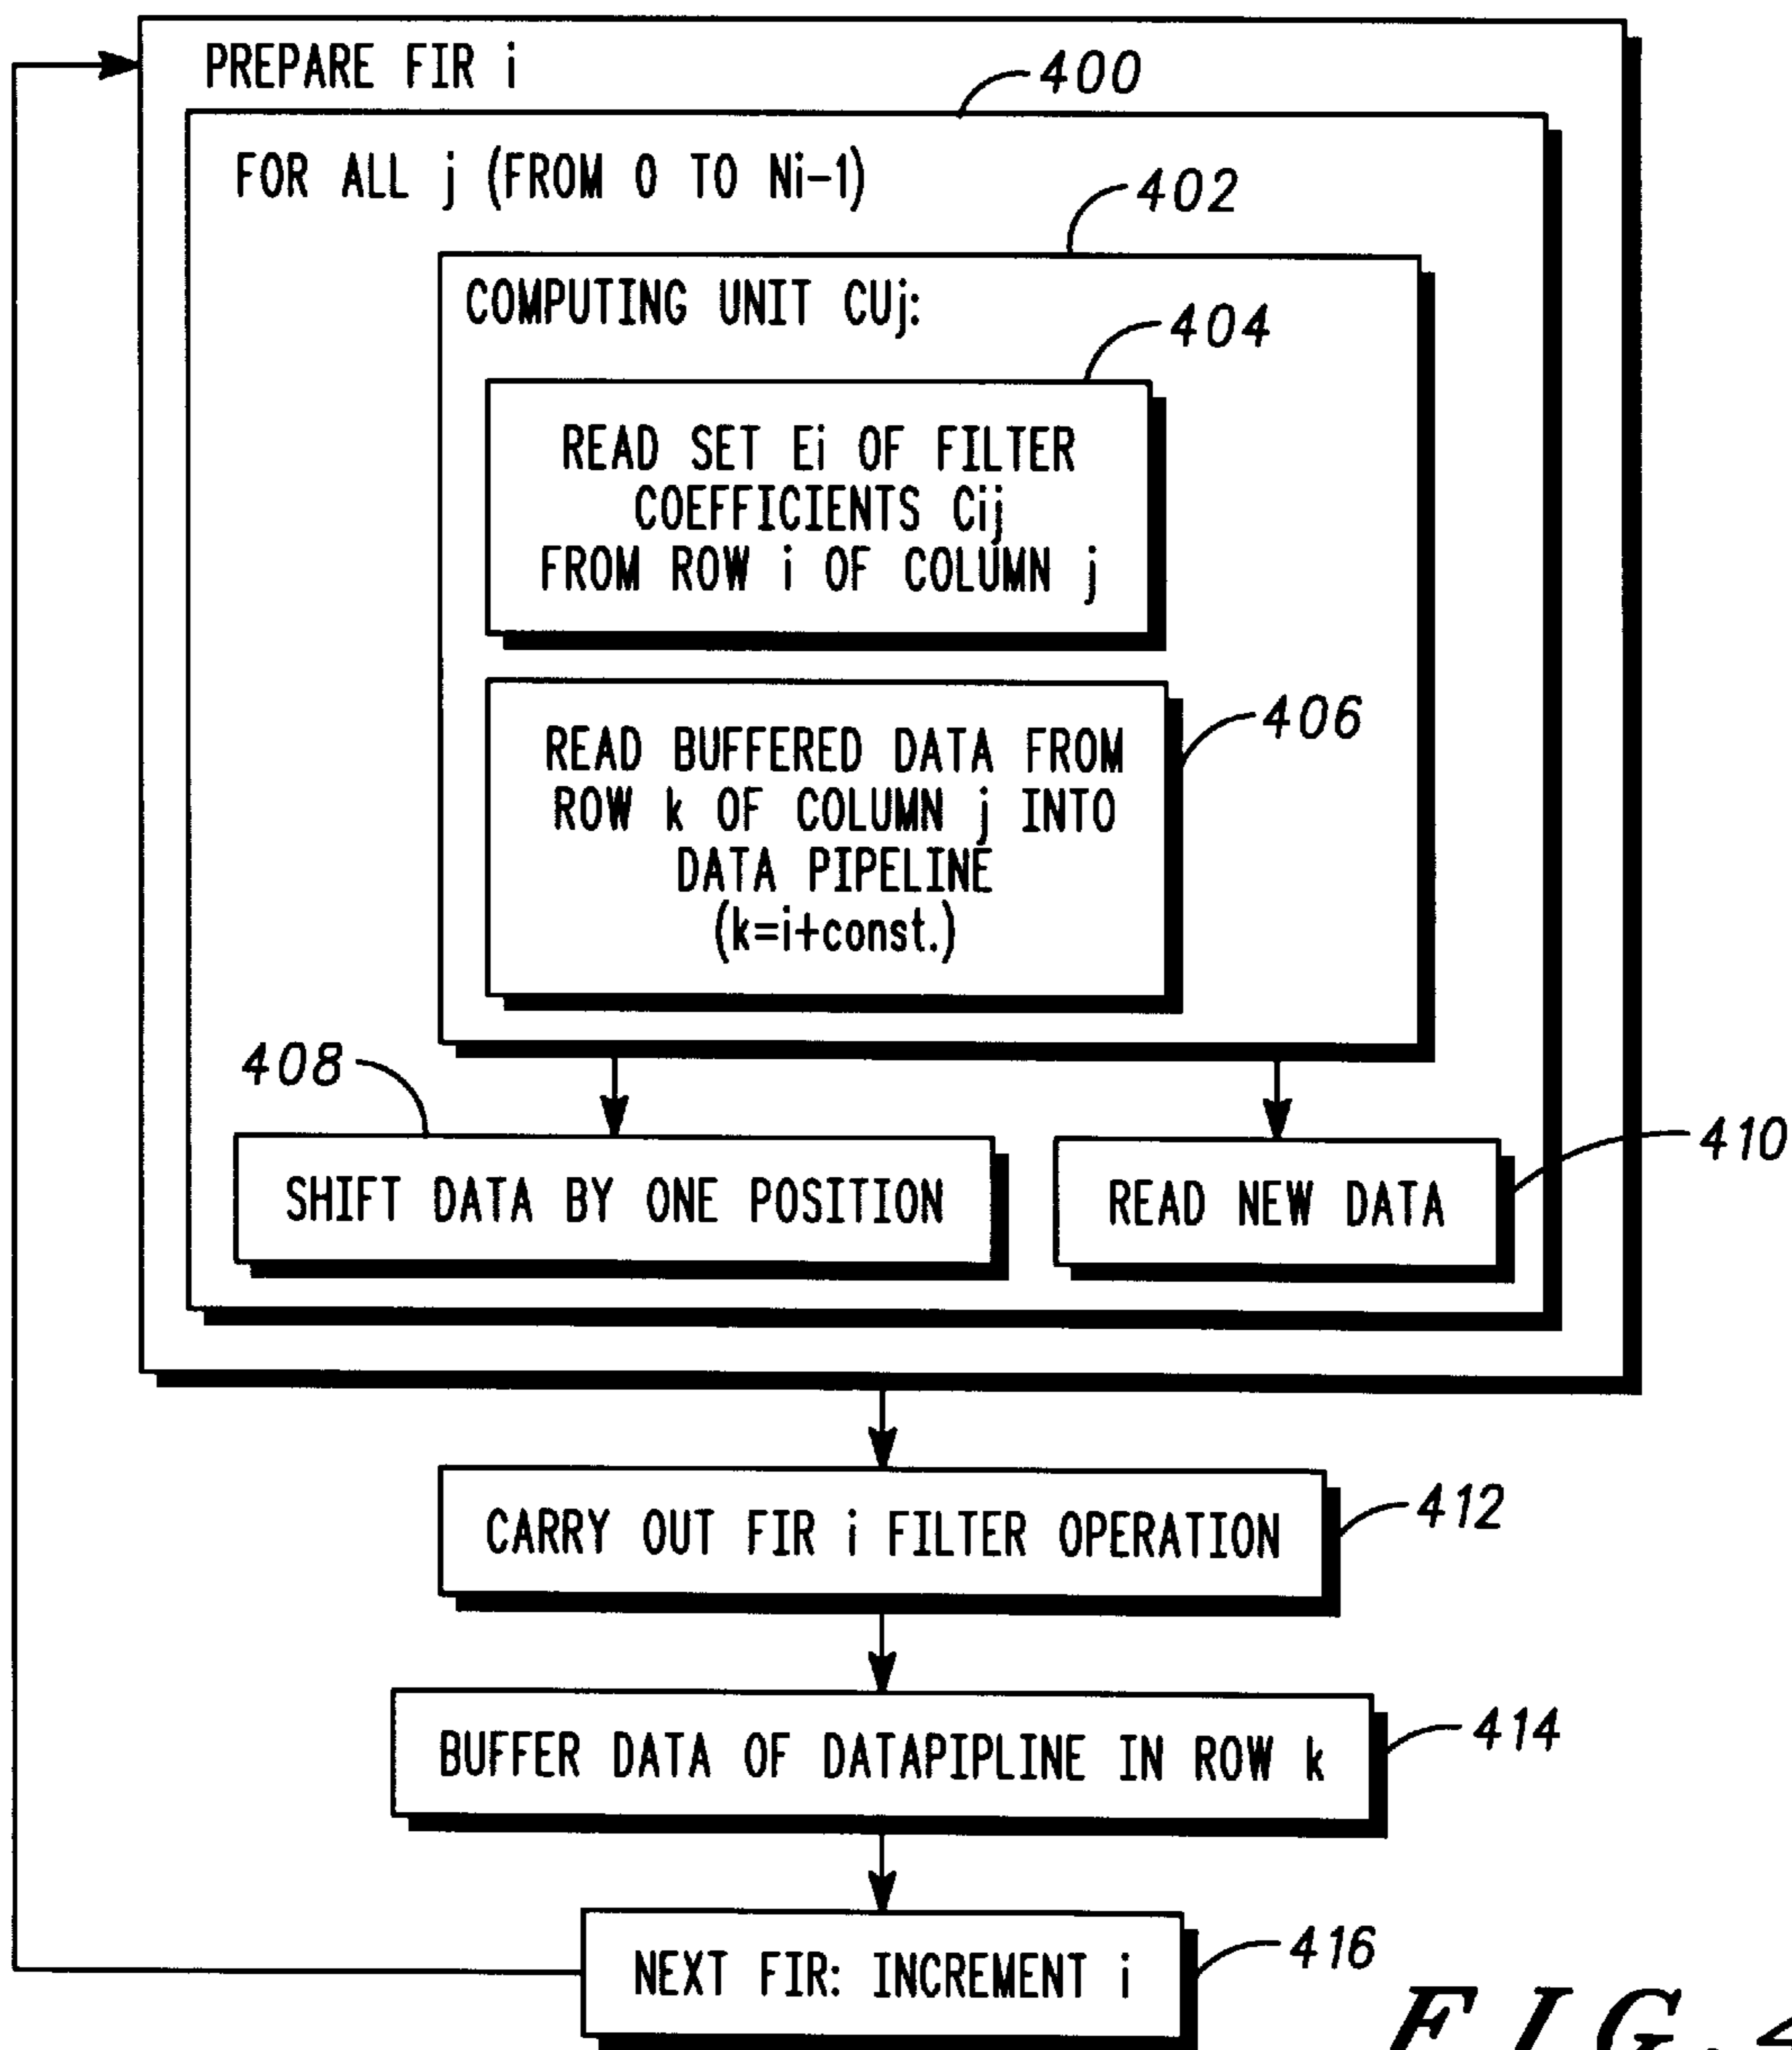 PREPARE FIR i
400
FOR ALL j (FROM 0 TO Ni-1)
402
COMPUTING UNIT CUj:
404
READ SET Ei OF FILTER
COEFFICIENTS Cij
FROM ROW i OF COLUMN j
406
READ BUFFERED DATA FROM
ROW k OF COLUMN j INTO
DATA PIPELINE
(k=i+const.)
408
SHIFT DATA BY ONE POSITION
READ NEW DATA
410
CARRY OUT FIR i FILTER OPERATION
412
BUFFER DATA OF DATAPIPLINE IN ROW k
414
NEXT FIR: INCREMENT i
416
FIG.